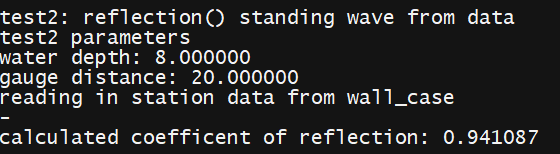 test2: reflection() standing wave from data
test2 parameters
water depth: 8.000000
gauge distance: 20.000000
reading in station data from wall_case
-
calculated coefficent of reflection: 0.941087